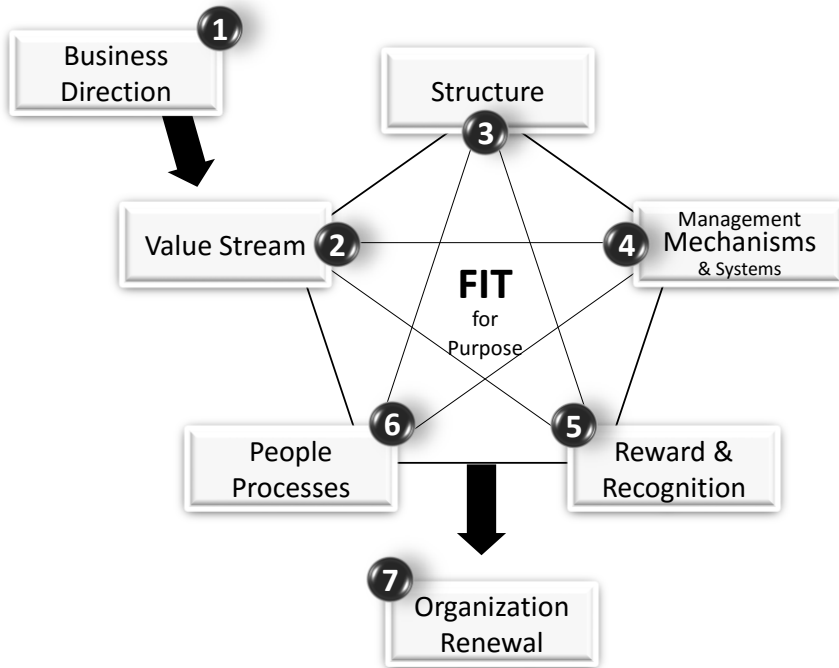 1
Business
Direction
Structure
3
Value Stream
2
4
Management
Mechanisms
& Systems
FIT
for
Purpose
6
People
Processes
5
Reward &
Recognition
7
Organization
Renewal